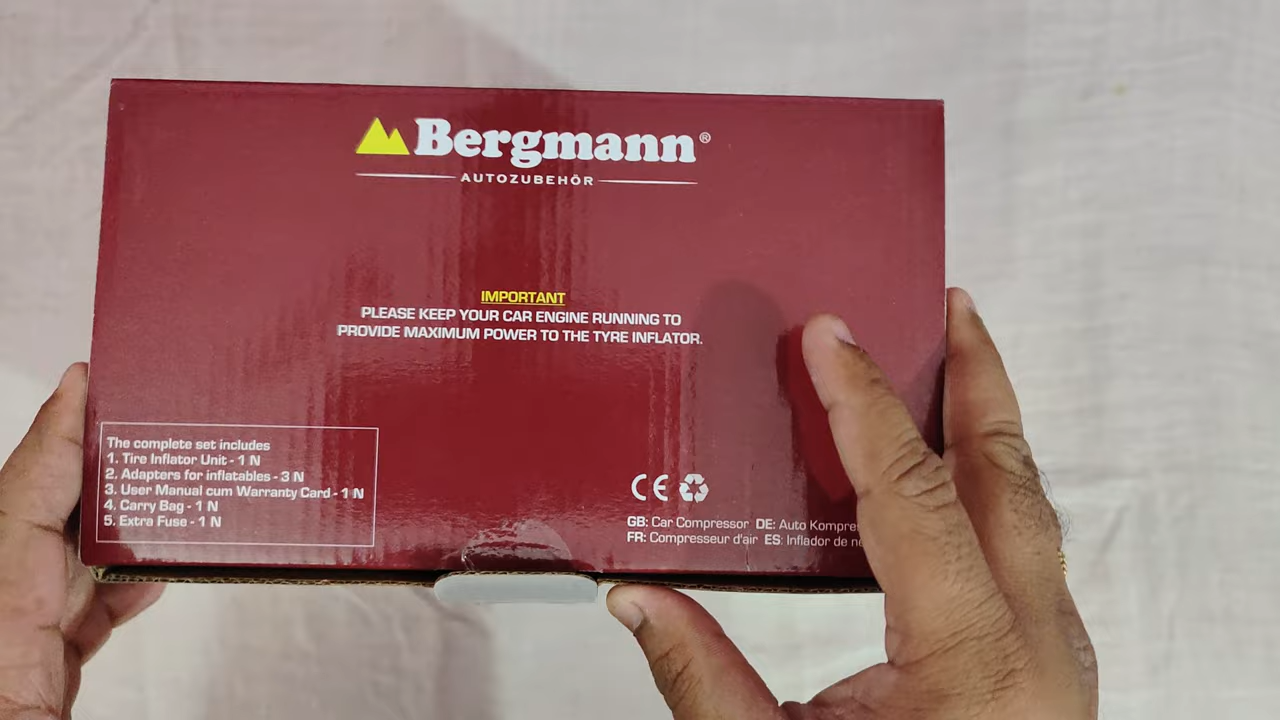 Bergmann®
AUTOZUBEHÖR
IMPORTANT
PLEASE KEEP YOUR CAR ENGINE RUNNING TO
PROVIDE MAXIMUM POWER TO THE TYRE INFLATOR.
The complete set includes
1. Tire Inflator Unit - 1 N
2. Adapters for inflatables - 3 N
3. User Manual cum Warranty Card - 1 N
4. Carry Bag - 1 N
5. Extra Fuse - 1 N
CE
GB: Car Compressor DE: Auto
FR: Compresseur d'air ES: Inflador de